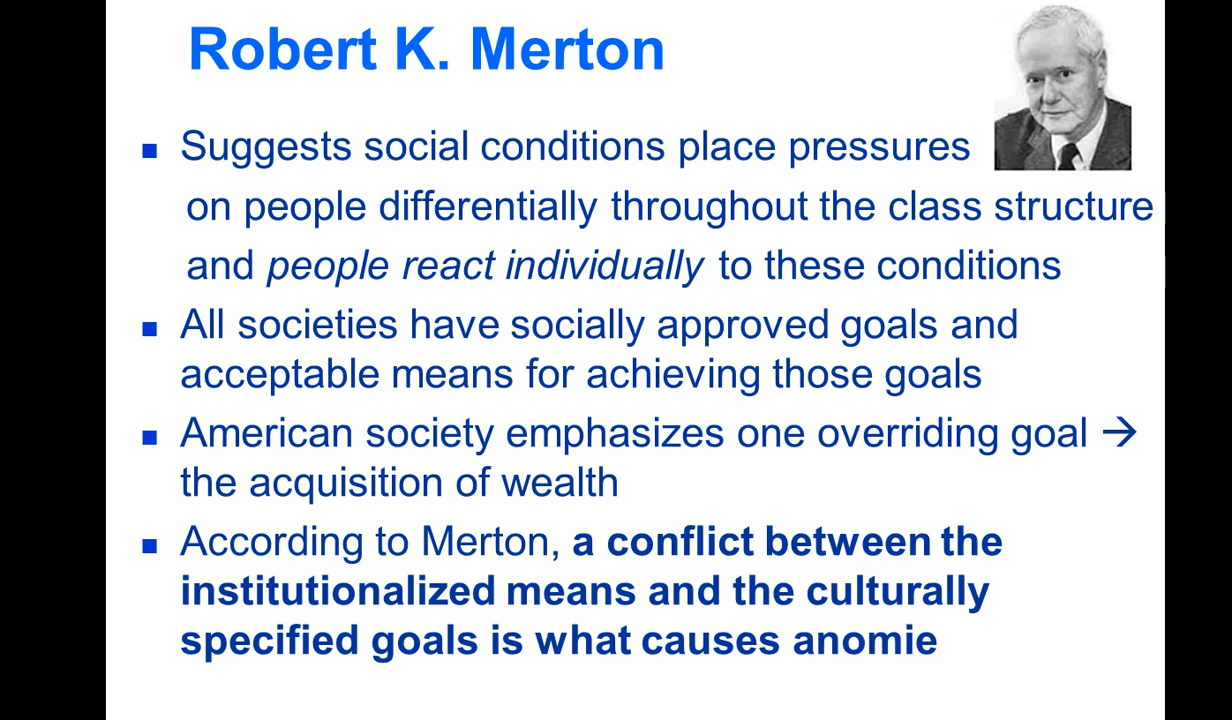 Robert K. Merton
▪ Suggests social conditions place pressures
on people differentially throughout the class structure
and people react individually to these conditions
▪ All societies have socially approved goals and
acceptable means for achieving those goals
▪ American society emphasizes one overriding goal →
the acquisition of wealth
▪ According to Merton, a conflict between the
institutionalized means and the culturally
specified goals is what causes anomie